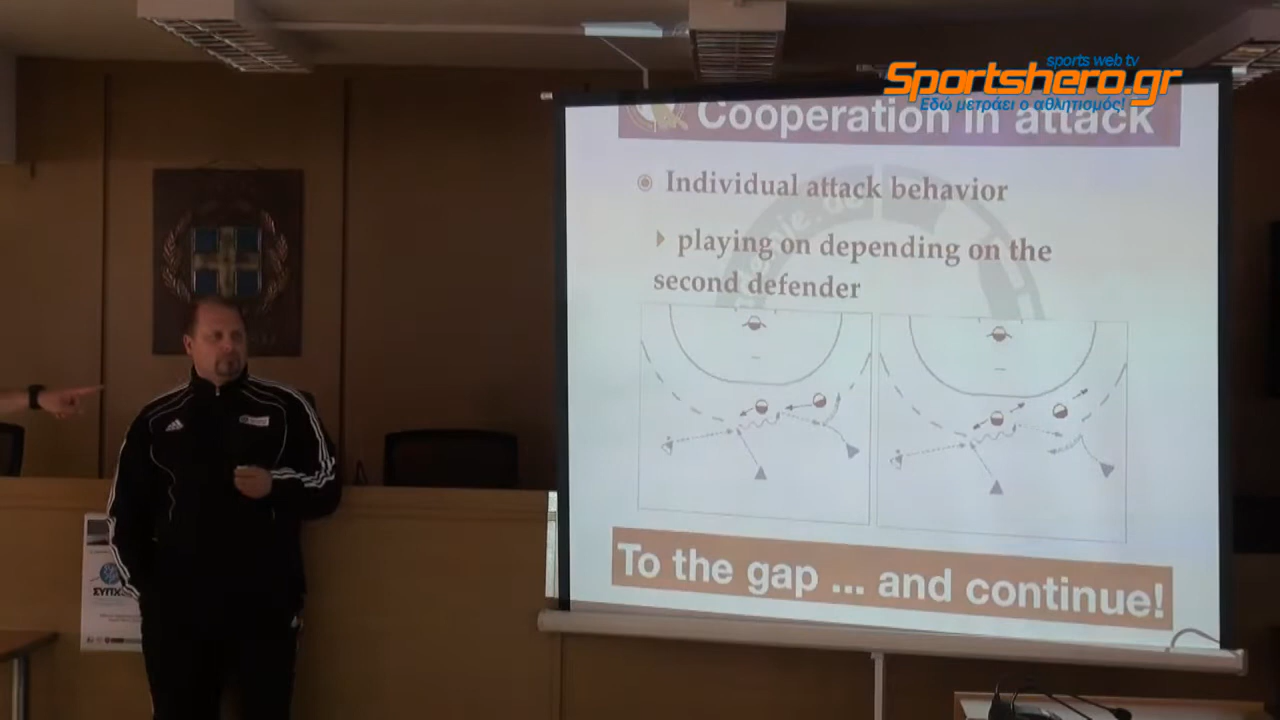 sports web tv
Sportshero.gr
Εδώ μετράει ο αθλητισμός!
Cooperation in attack
Individual attack behavior
playing on depending on the
second defender
To the gap ... and continue!